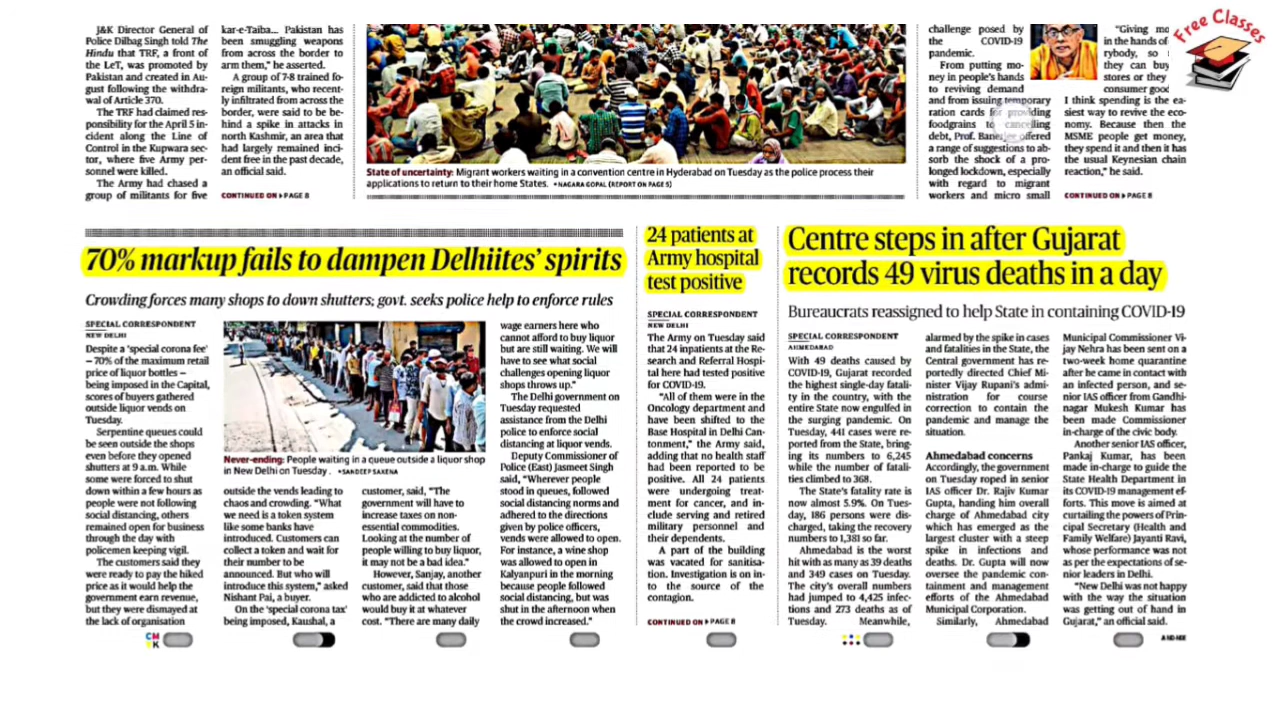 J&K Director General of
Police Dilbag Singh told The
Hindu that TRF, a front of
the LeT, was promoted by
Pakistan and created in Au-
gust following the withdra-
wal of Article 370.
The TRF had claimed res-
ponsibility for the April 5 in-
cident along the Line of
Control in the Kupwara sec-
tor, where five Army per-
sonnel were killed.
The Army had chased a
group of militants for five
kar-e-Taiba... Pakistan has
been smuggling weapons
from across the border to
arm them," he asserted.
A group of 7-8 trained fo-
reign militants, who recent-
ly infiltrated from across the
border, were said to be be-
hind a spike in attacks in
north Kashmir, an area that
had largely remained inci-
dent free in the past decade,
an official said.
CONTINUED ON ▸ PAGE 8
State of uncertainty: Migrant workers waiting in a convention centre in Hyderabad on Tuesday as the police process their
applications to return to their home States. • NAGARA GOPAL (REPORT ON PAGE 5)
challenge posed by
the COVID-19
pandemic.
From putting mo-
ney in people's hands
to reviving demand
and from issuing temporary
ration cards for providing
foodgrains to cancelling
debt, Prof. Banerjee offered
a range of suggestions to ab-
sorb the shock of a pro-
longed lockdown, especially
with regard to migrant
workers and micro small
"Giving mo
in the hands of
rybody, so
they can buy
stores or they
consumer good
I think spending is the ea-
siest way to revive the eco-
nomy. Because then the
MSME people get money,
they spend it and then it has
the usual Keynesian chain
reaction," he said.
CONTINUED ON ▸ PAGE 8
Free Classes
70% markup fails to dampen Delhiites' spirits
Crowding forces many shops to down shutters; govt. seeks police help to enforce rules
SPECIAL CORRESPONDENT
NEW DELHI
Despite a 'special corona fee'
– 70% of the maximum retail
price of liquor bottles –
being imposed in the Capital,
scores of buyers gathered
outside liquor vends on
Tuesday.
Serpentine queues could
be seen outside the shops
even before they opened
shutters at 9 a.m. While
some were forced to shut
down within a few hours as
people were not following
social distancing, others
remained open for business
through the day with
policemen keeping vigil.
The customers said they
were ready to pay the hiked
price as it would help the
government earn revenue,
but they were dismayed at
the lack of organisation
Never-ending: People waiting in a queue outside a liquor shop
in New Delhi on Tuesday. • SANDEEP SAXENA
outside the vends leading to
chaos and crowding. "What
we need is a token system
like some banks have
introduced. Customers can
collect a token and wait for
their number to be
announced. But who will
introduce this system," asked
Nishant Pai, a buyer.
On the 'special corona tax'
being imposed, Kaushal, a
customer, said, "The
government will have to
increase taxes on non-
essential commodities.
Looking at the number of
people willing to buy liquor,
it may not be a bad idea."
However, Sanjay, another
customer, said that those
who are addicted to alcohol
would buy it at whatever
cost. "There are many daily
wage earners here who
cannot afford to buy liquor
but are still waiting. We will
have to see what social
challenges opening liquor
shops throws up."
The Delhi government on
Tuesday requested
assistance from the Delhi
police to enforce social
distancing at liquor vends.
Deputy Commissioner of
Police (East) Jasmeet Singh
said, "Wherever people
stood in queues, followed
social distancing norms and
adhered to the directions
given by police officers,
vends were allowed to open.
For instance, a wine shop
was allowed to open in
Kalyanpuri in the morning
because people followed
social distancing, but was
shut in the afternoon when
the crowd increased."
24 patients at
Army hospital
test positive
SPECIAL CORRESPONDENT
NEW DELHI
The Army on Tuesday said
that 24 inpatients at the Re-
search and Referral Hospi-
tal here had tested positive
for COVID-19.
"All of them were in the
Oncology department and
have been shifted to the
Base Hospital in Delhi Can-
tonment," the Army said,
adding that no health staff
had been reported to be
positive. All 24 patients
were undergoing treat-
ment for cancer, and in-
clude serving and retired
military personnel and
their dependents.
A part of the building
was vacated for sanitisa-
tion. Investigation is on in-
to the source of the
contagion.
CONTINUED ON ▸ PAGE 8
Centre steps in after Gujarat
records 49 virus deaths in a day
Bureaucrats reassigned to help State in containing COVID-19
SPECIAL CORRESPONDENT
AHMEDABAD
With 49 deaths caused by
COVID-19, Gujarat recorded
the highest single-day fatali-
ty in the country, with the
entire State now engulfed in
the surging pandemic. On
Tuesday, 441 cases were re-
ported from the State, bring-
ing its numbers to 6,245
while the number of fatali-
ties climbed to 368.
The State's fatality rate is
now almost 5.9%. On Tues-
day, 186 persons were dis-
charged, taking the recovery
numbers to 1,381 so far.
Ahmedabad is the worst
hit with as many as 39 deaths
and 349 cases on Tuesday.
The city's overall numbers
had jumped to 4,425 infec-
tions and 273 deaths as of
Tuesday. Meanwhile,
alarmed by the spike in cases
and fatalities in the State, the
Central government has re-
portedly directed Chief Mi-
nister Vijay Rupani's admi-
nistration for course
correction to contain the
pandemic and manage the
situation.
Ahmedabad concerns
Accordingly, the government
on Tuesday roped in senior
IAS officer Dr. Rajiv Kumar
Gupta, handing him overall
charge of Ahmedabad city
which has emerged as the
largest cluster with a steep
spike in infections and
deaths. Dr. Gupta will now
oversee the pandemic con-
tainment and management
efforts of the Ahmedabad
Municipal Corporation.
Similarly, Ahmedabad
Municipal Commissioner Vi-
jay Nehra has been sent on a
two-week home quarantine
after he came in contact with
an infected person, and se-
nior IAS officer from Gandhi-
nagar Mukesh Kumar has
been made Commissioner
in-charge of the civic body.
Another senior IAS officer,
Pankaj Kumar, has been
made in-charge to guide the
State Health Department in
its COVID-19 management ef-
forts. This move is aimed at
curtailing the powers of Prin-
cipal Secretary (Health and
Family Welfare) Jayanti Ravi,
whose performance was not
as per the expectations of se-
nior leaders in Delhi.
"New Delhi was not happy
with the way the situation
was getting out of hand in
Gujarat," an official said.
CM
K